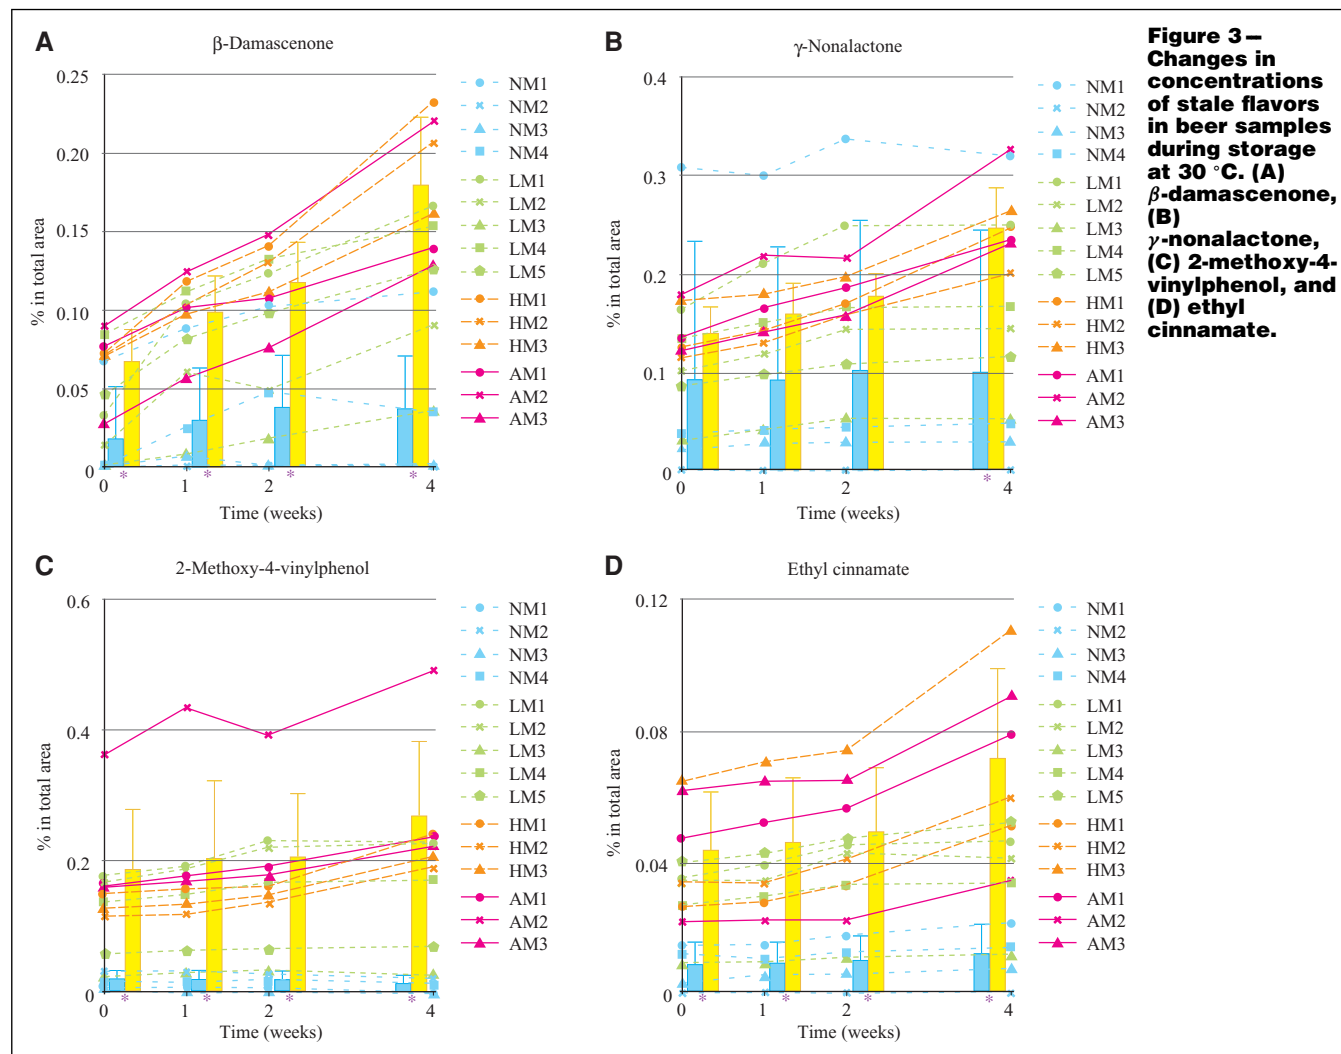 A
β-Damascenone
% in total area
0.25
0.20
0.15
0.10
0.05
0
0
1
2
4
*
*
*
*
Time (weeks)
NM1
NM2
NM3
NM4
LM1
LM2
LM3
LM4
LM5
HM1
HM2
HM3
AM1
AM2
AM3
B
γ-Nonalactone
% in total area
0.4
0.3
0.2
0.1
0
0
1
2
4
*
Time (weeks)
NM1
NM2
NM3
NM4
LM1
LM2
LM3
LM4
LM5
HM1
HM2
HM3
AM1
AM2
AM3
Figure 3—
Changes in
concentrations
of stale flavors
in beer samples
during storage
at 30 °C. (A)
β-damascenone,
(B)
γ-nonalactone,
(C) 2-methoxy-4-
vinylphenol, and
(D) ethyl
cinnamate.
C
2-Methoxy-4-vinylphenol
% in total area
0.6
0.4
0.2
0
0
1
2
4
*
*
*
*
Time (weeks)
NM1
NM2
NM3
NM4
LM1
LM2
LM3
LM4
LM5
HM1
HM2
HM3
AM1
AM2
AM3
D
Ethyl cinnamate
% in total area
0.12
0.08
0.04
0
0
1
2
4
*
*
*
*
Time (weeks)
NM1
NM2
NM3
NM4
LM1
LM2
LM3
LM4
LM5
HM1
HM2
HM3
AM1
AM2
AM3